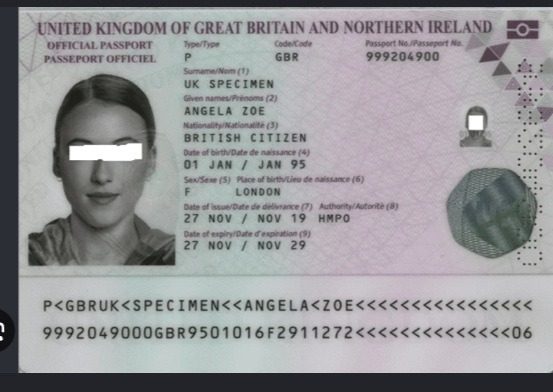 UNITED KINGDOM OF GREAT BRITAIN AND NORTHERN IRELAND
OFFICIAL PASSPORT
PASSEPORT OFFICIEL
Type/Type Code/Code Passport No./Passeport No.
P GBR 999204900
Surname/Nom (1)
UK SPECIMEN
Given names/Prénoms (2)
ANGELA ZOE
Nationality/Nationalité (3)
BRITISH CITIZEN
Date of birth/Date de naissance (4)
01 JAN / JAN 95
Sex/Sexe (5) Place of birth/Lieu de naissance (6)
F LONDON
Date of issue/Date de délivrance (7) Authority/Autorité (8)
27 NOV / NOV 19 HMPO
Date of expiry/Date d'expiration (9)
27 NOV / NOV 29
P<GBRUK<SPECIMEN<<ANGELA<ZOE<<<<<<<<<<<<<<<<
9992049000GBR9501016F2911272<<<<<<<<<<<<<<06